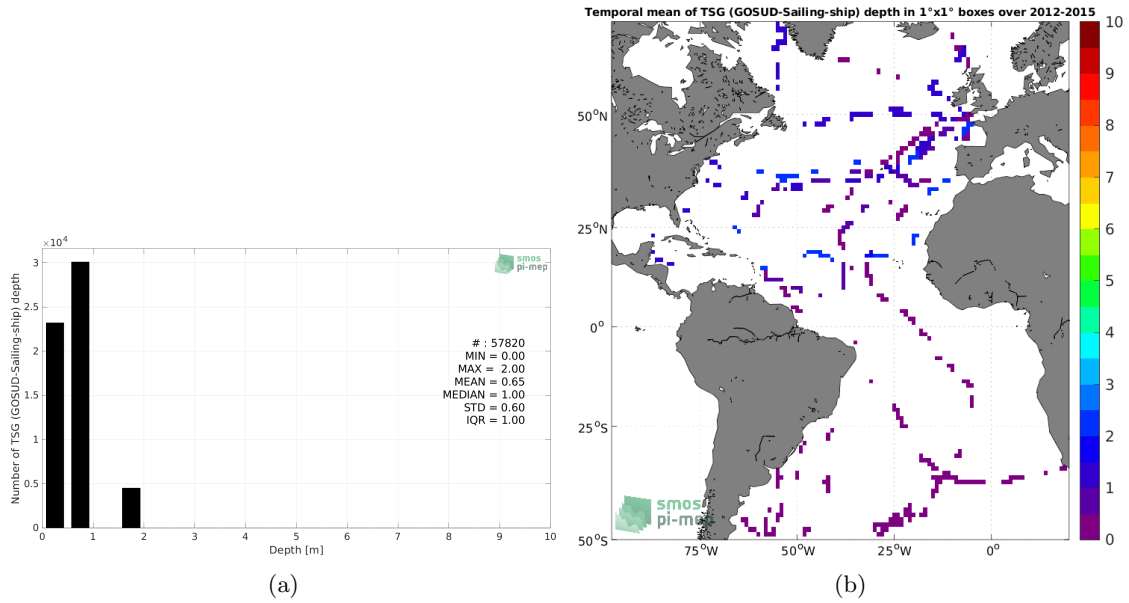 ×10⁴
3
2.5
2
1.5
1
0.5
0
Number of TSG (GOSUD-Sailing-ship) depth
smos
pi-mep
# : 57820
MIN = 0.00
MAX = 2.00
MEAN = 0.65
MEDIAN = 1.00
STD = 0.60
IQR = 1.00
0 1 2 3 4 5 6 7 8 9 10
Depth [m]
(a)
Temporal mean of TSG (GOSUD-Sailing-ship) depth in 1°x1° boxes over 2012-2015
50°N
25°N
0°
25°S
50°S
75°W 50°W 25°W 0°
smos
pi-mep
10
9
8
7
6
5
4
3
2
1
0
(b)